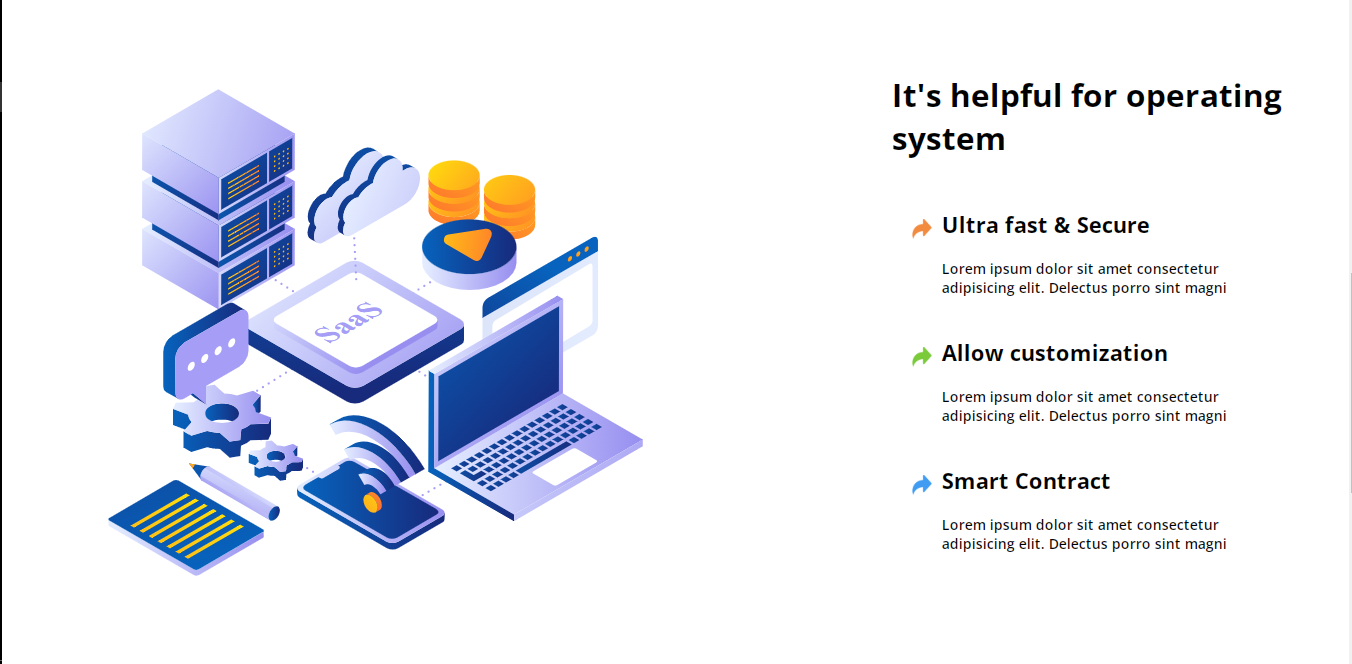 SaaS
It's helpful for operating
system
Ultra fast & Secure
Lorem ipsum dolor sit amet consectetur
adipisicing elit. Delectus porro sint magni
Allow customization
Lorem ipsum dolor sit amet consectetur
adipisicing elit. Delectus porro sint magni
Smart Contract
Lorem ipsum dolor sit amet consectetur
adipisicing elit. Delectus porro sint magni